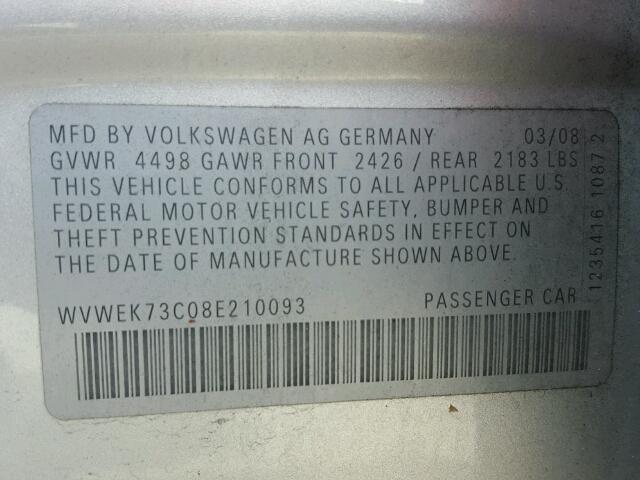 MFD BY VOLKSWAGEN AG GERMANY 03/08
GVWR 4498 GAWR FRONT 2426 / REAR 2183 LBS
THIS VEHICLE CONFORMS TO ALL APPLICABLE U.S.
FEDERAL MOTOR VEHICLE SAFETY, BUMPER AND
THEFT PREVENTION STANDARDS IN EFFECT ON
THE DATE OF MANUFACTURE SHOWN ABOVE.
WVWEK73C08E210093 PASSENGER CAR
1235416 1087 2